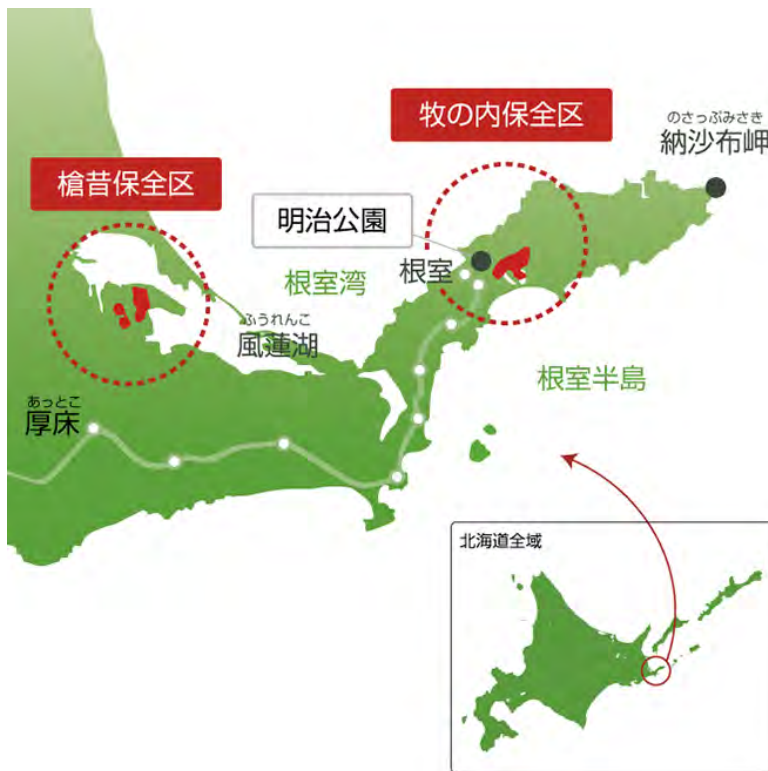 牧の内保全区
のさっぷみさき
納沙布岬
槍昔保全区
明治公園
根室
根室湾
ふうれんこ
風蓮湖
根室半島
あっとこ
厚床
北海道全域